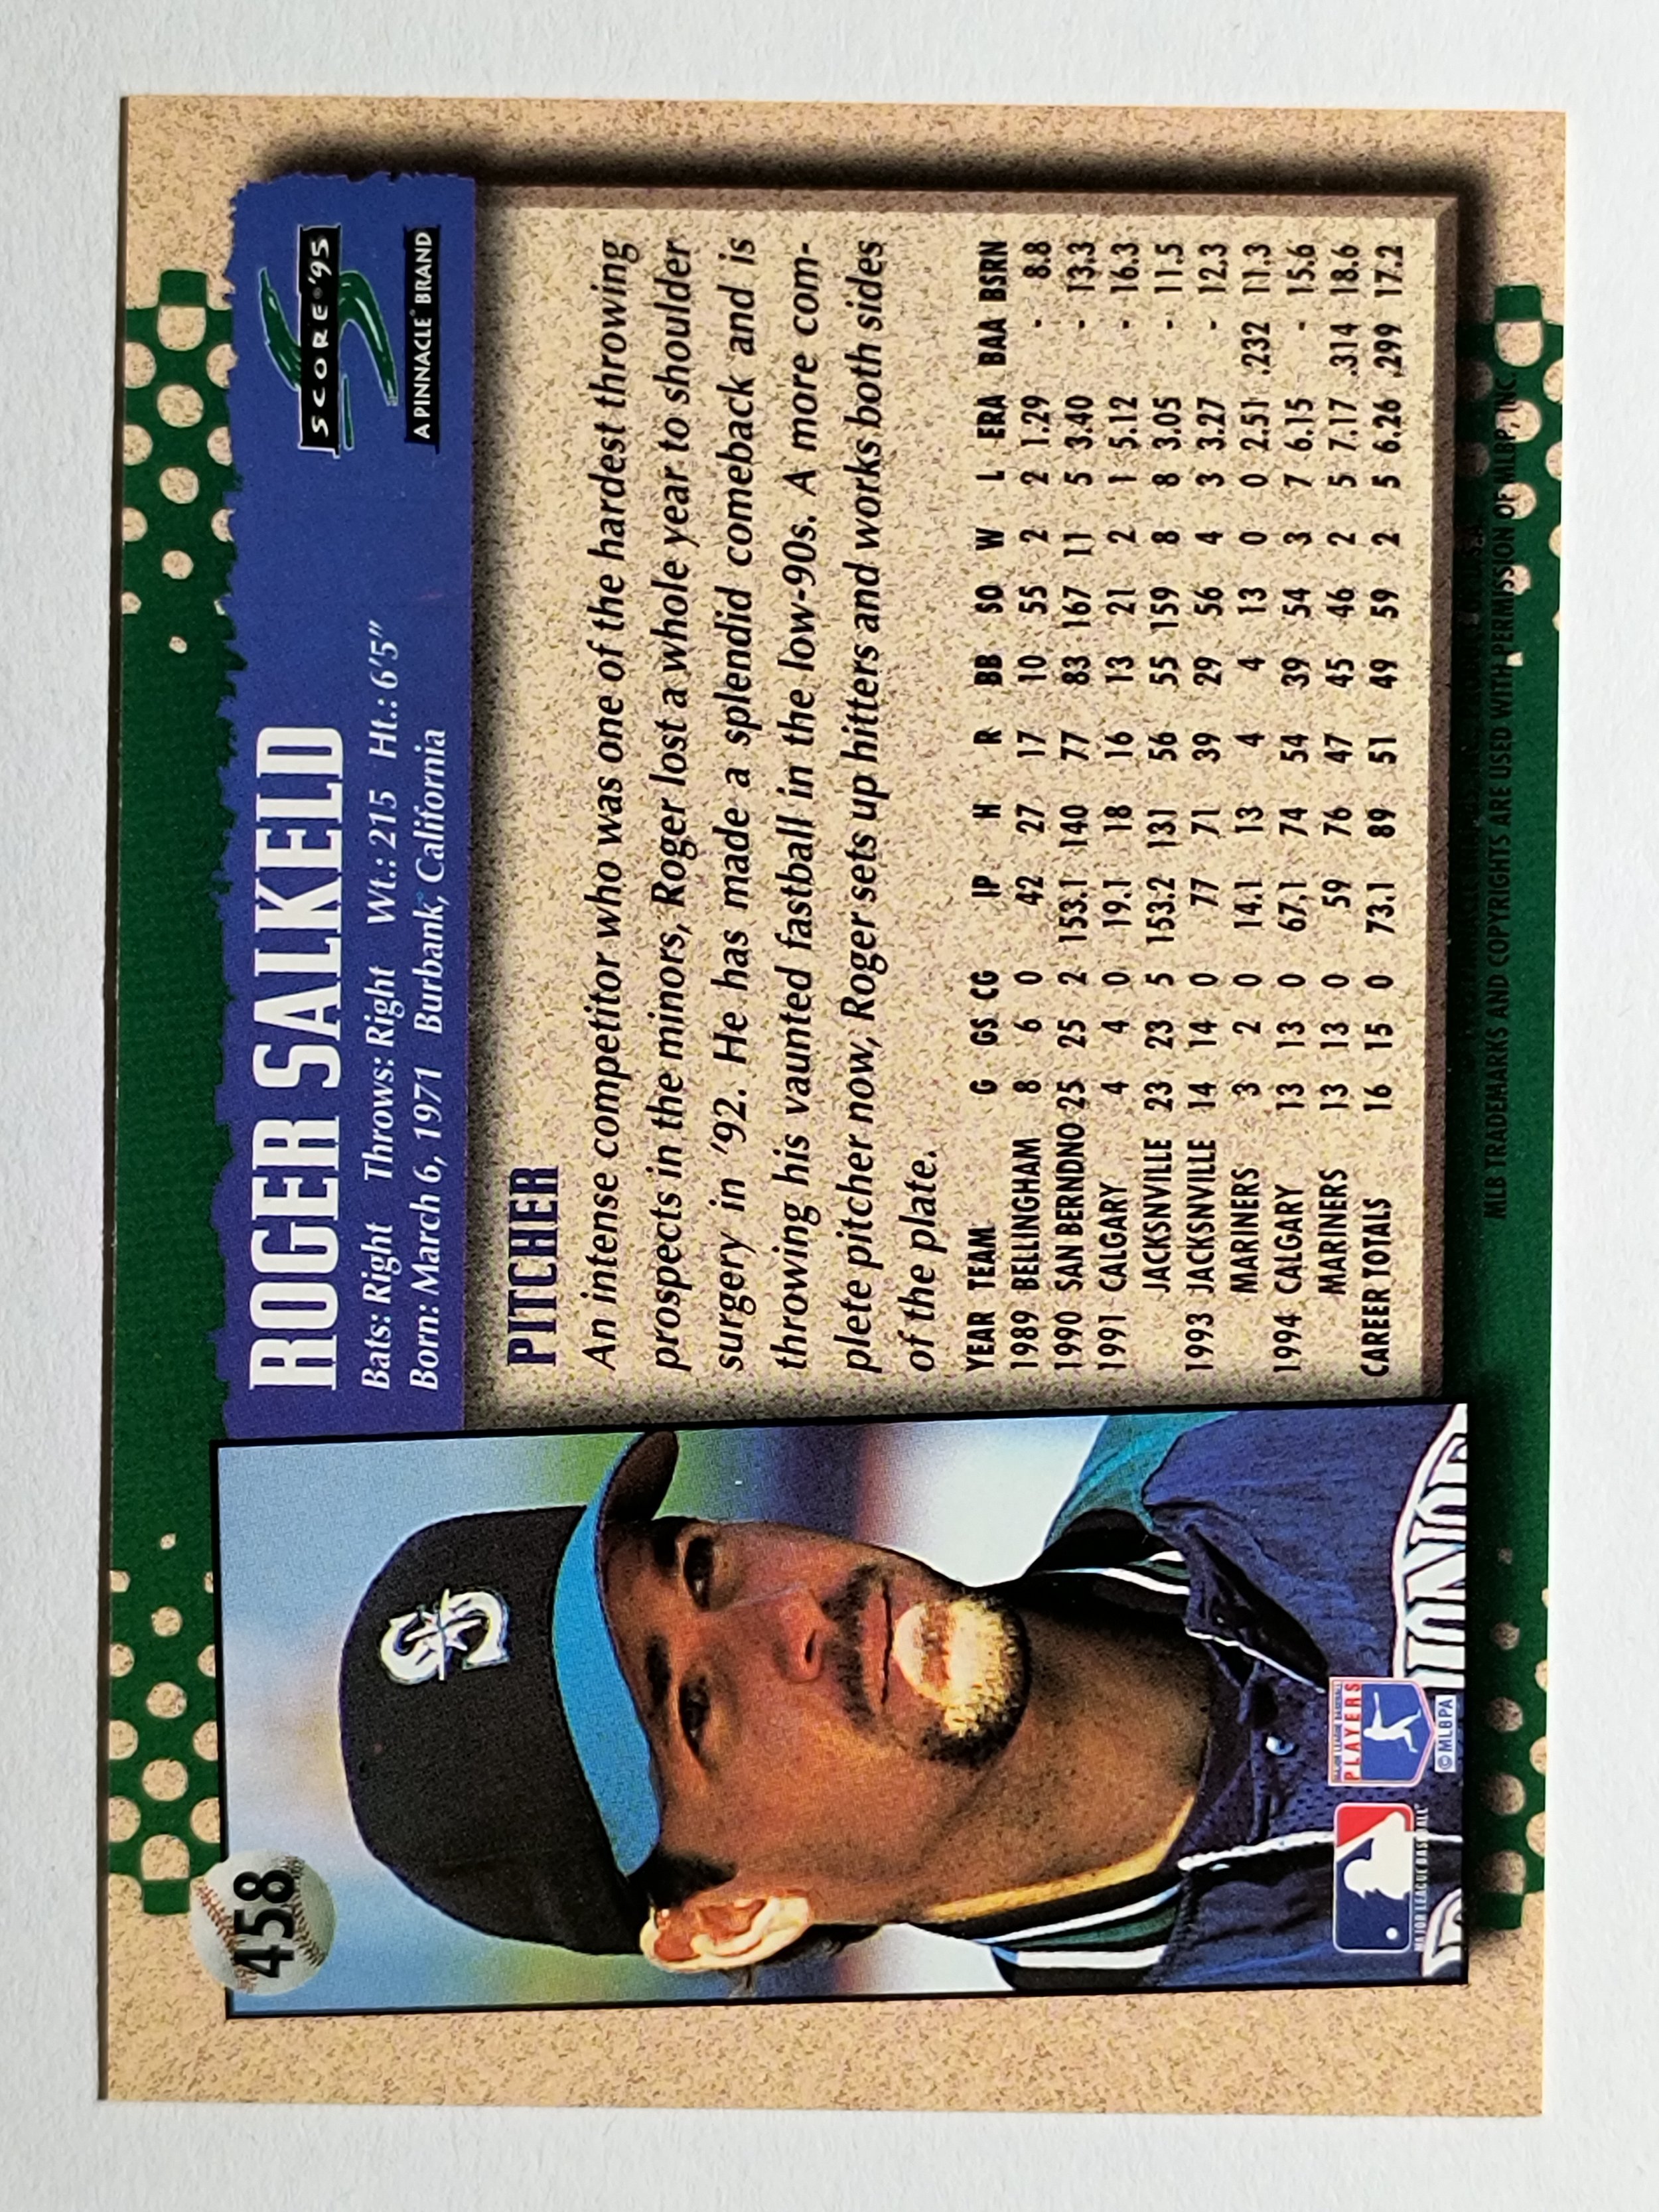 458
ROGER SALKELD
Bats: Right Throws: Right Wt.: 215 Ht.: 6'5"
Born: March 6, 1971 Burbank, California
SCORE® '95
A PINNACLE® BRAND
PITCHER
An intense competitor who was one of the hardest throwing
prospects in the minors, Roger lost a whole year to shoulder
surgery in '92. He has made a splendid comeback and is
throwing his vaunted fastball in the low-90s. A more com-
plete pitcher now, Roger sets up hitters and works both sides
of the plate.
YEAR TEAM G GS CG IP H R BB SO W L ERA BAA BSRN
1989 BELLINGHAM 8 6 0 42 27 17 10 55 2 2 1.29 - 8.8
1990 SAN BERNDNO 25 25 2 153.1 140 77 83 167 11 5 3.40 - 13.3
1991 CALGARY 4 4 0 19.1 18 16 13 21 2 1 5.12 - 16.3
JACKSNVILLE 23 23 5 153.2 131 56 55 159 8 8 3.05 - 11.5
1993 JACKSNVILLE 14 14 0 77 71 39 29 56 4 3 3.27 - 12.3
MARINERS 3 2 0 14.1 13 4 4 13 0 0 2.51 .232 11.3
1994 CALGARY 13 13 0 67.1 74 54 39 54 3 7 6.15 - 15.6
MARINERS 13 13 0 59 76 47 45 46 2 5 7.17 .314 18.6
CAREER TOTALS 16 15 0 73.1 89 51 49 59 2 5 6.26 .299 17.2
S
PLAYERS
© MLBPA
MAJOR LEAGUE BASEBALL
MLB TRADEMARKS AND COPYRIGHTS ARE USED WITH PERMISSION OF MLBP, INC